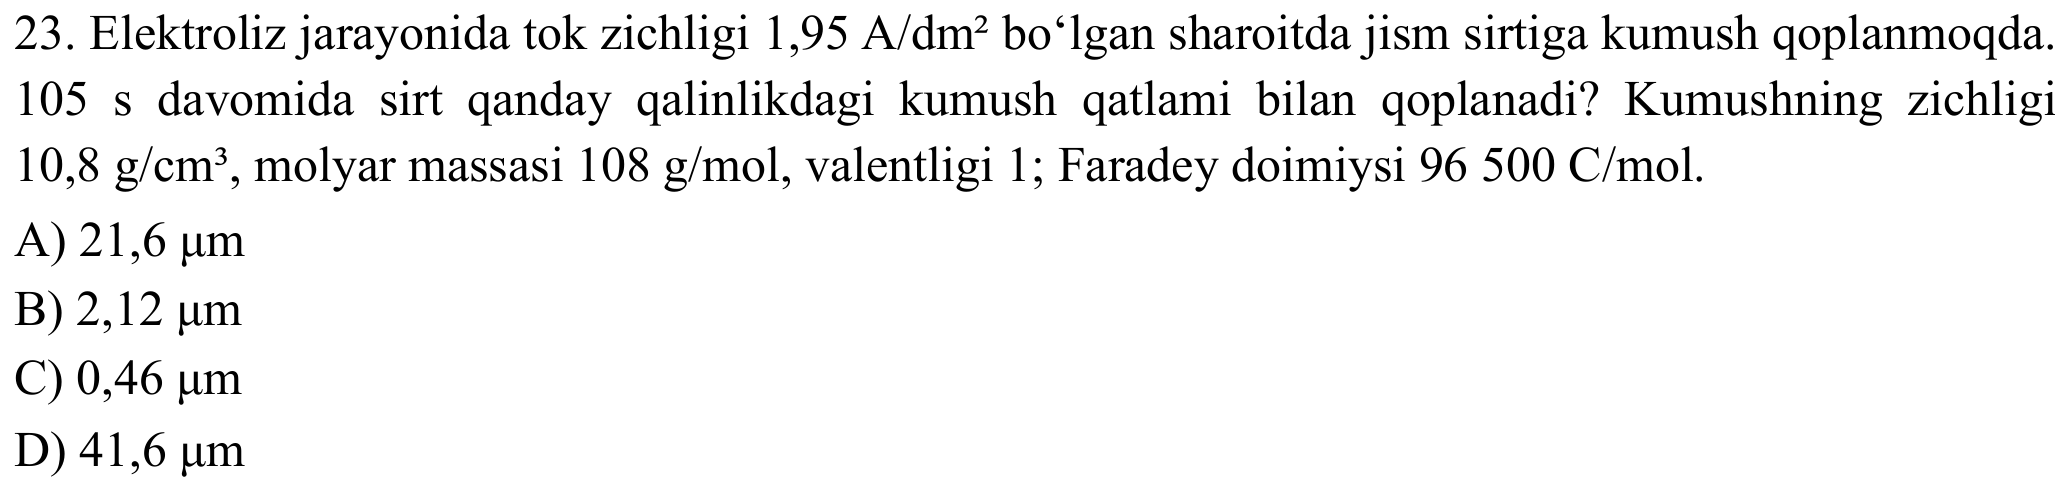 23. Elektroliz jarayonida tok zichligi 1,95 A/dm² bo‘lgan sharoitda jism sirtiga kumush qoplanmoqda.
105 s davomida sirt qanday qalinlikdagi kumush qatlami bilan qoplanadi? Kumushning zichligi
10,8 g/cm³, molyar massasi 108 g/mol, valentligi 1; Faradey doimiysi 96 500 C/mol.
A) 21,6 μm
B) 2,12 μm
C) 0,46 μm
D) 41,6 μm